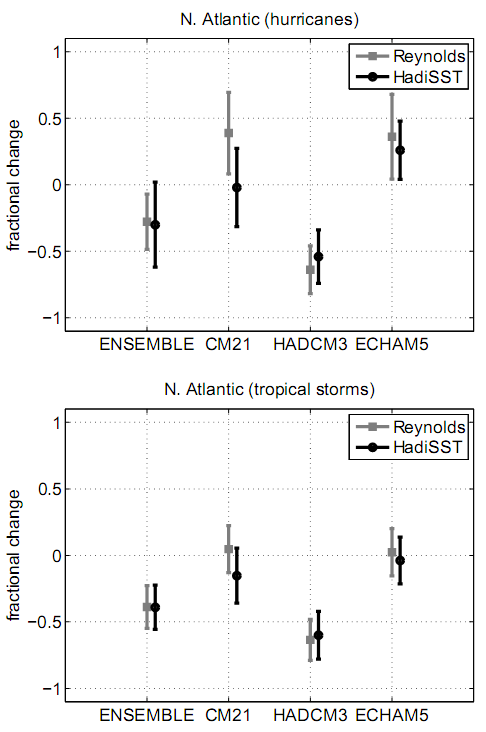 N. Atlantic (hurricanes)
Reynolds
HadiSST
1
0.5
0
−0.5
−1
fractional change
ENSEMBLE CM21 HADCM3 ECHAM5
N. Atlantic (tropical storms)
Reynolds
HadiSST
1
0.5
0
−0.5
−1
fractional change
ENSEMBLE CM21 HADCM3 ECHAM5